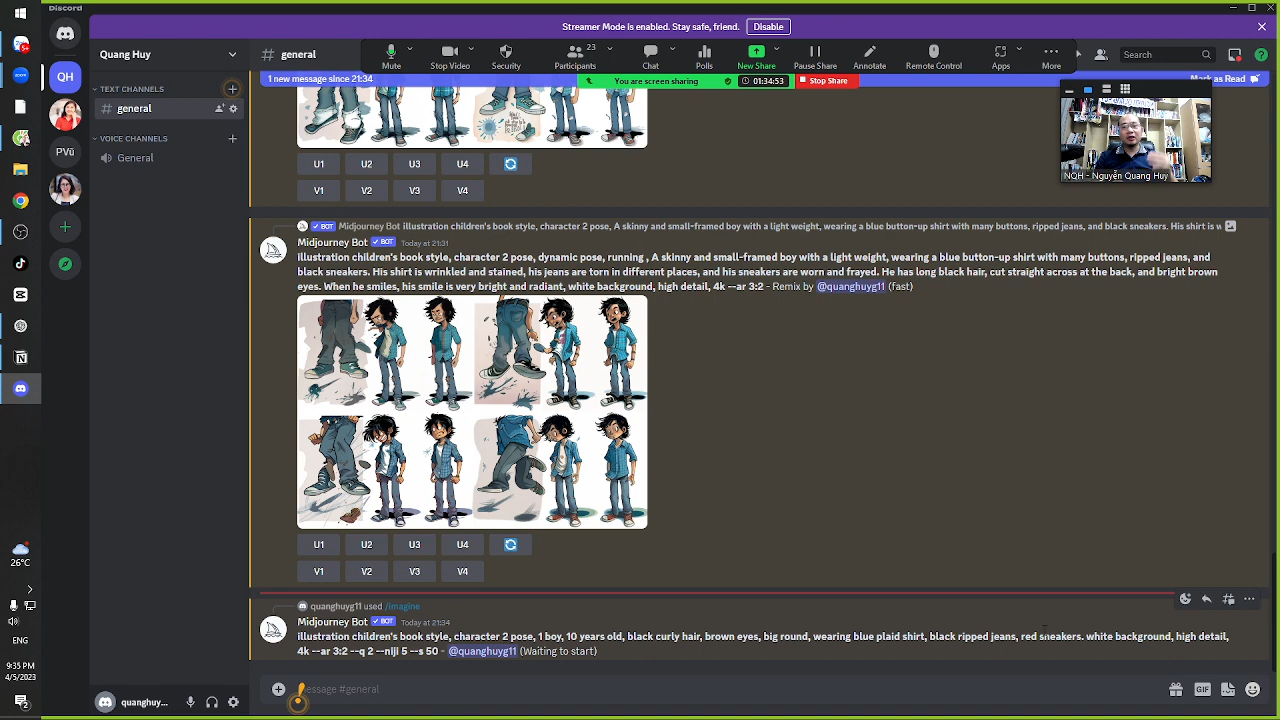 Discord
Streamer Mode is enabled. Stay safe, friend. Disable
Quang Huy
# general
Mute
Stop Video
Security
Participants 23
Chat
Polls
New Share
Pause Share
Annotate
Remote Control
Apps
More
Search
1 new message since 21:34
You are screen sharing
01:34:53
Stop Share
Mark as Read
TEXT CHANNELS
# general
VOICE CHANNELS
General
QH
PVü
NQH - Nguyễn Quang Huy
U1 U2 U3 U4
V1 V2 V3 V4
BOT Midjourney Bot illustration children's book style, character 2 pose, A skinny and small-framed boy with a light weight, wearing a blue button-up shirt with many buttons, ripped jeans, and black sneakers. His shirt is w
Midjourney Bot BOT Today at 21:31
illustration children's book style, character 2 pose, dynamic pose, running , A skinny and small-framed boy with a light weight, wearing a blue button-up shirt with many buttons, ripped jeans, and
black sneakers. His shirt is wrinkled and stained, his jeans are torn in different places, and his sneakers are worn and frayed. He has long black hair, cut straight across at the back, and bright brown
eyes. When he smiles, his smile is very bright and radiant, white background, high detail, 4k --ar 3:2 - Remix by @quanghuyg11 (fast)
U1 U2 U3 U4
V1 V2 V3 V4
quanghuyg11 used /imagine
Midjourney Bot BOT Today at 21:34
illustration children's book style, character 2 pose, 1 boy, 10 years old, black curly hair, brown eyes, big round, wearing blue plaid shirt, black ripped jeans, red sneakers. white background, high detail,
4k --ar 3:2 --q 2 --niji 5 --s 50 - @quanghuyg11 (Waiting to start)
essage #general
GIF
quanghuy...
5+
26°C
ENG
9:35 PM
4/5/2023
2